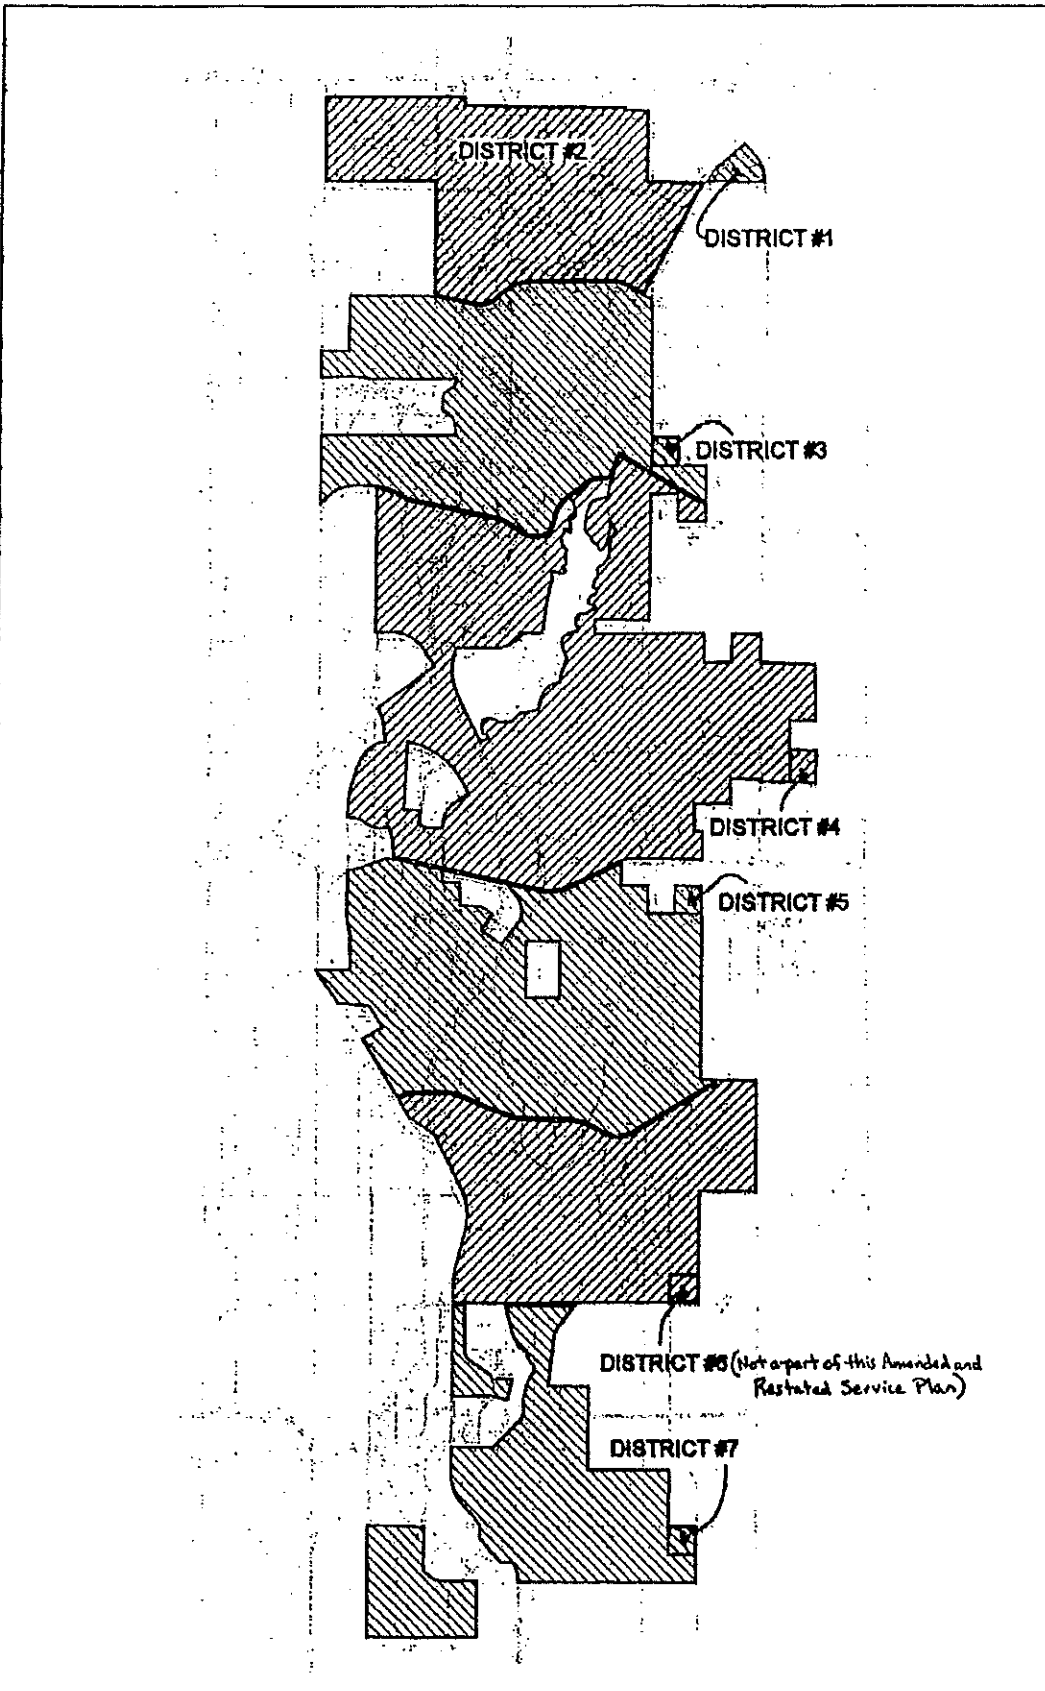 DISTRICT #2
DISTRICT #1
DISTRICT #3
DISTRICT #4
DISTRICT #5
DISTRICT #6 (Not a part of this Amended and
Restated Service Plan)
DISTRICT #7